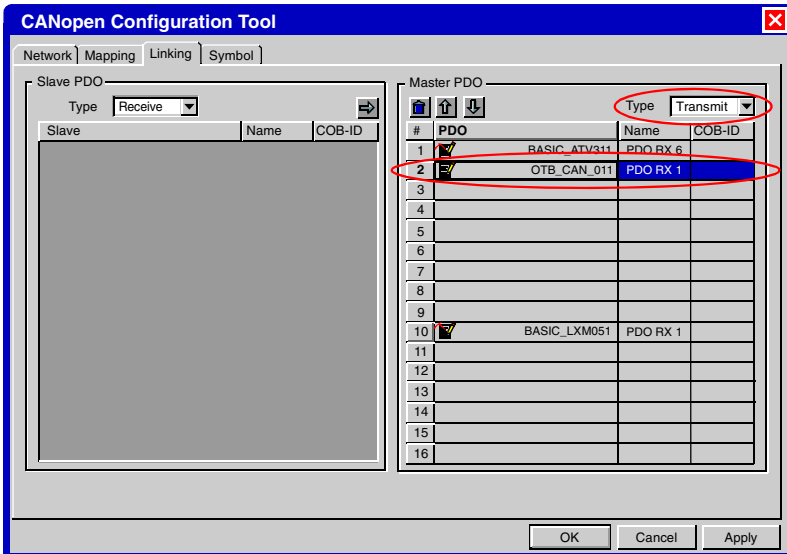 CANopen Configuration Tool
Network Mapping Linking Symbol
Slave PDO
Type Receive
Slave Name COB-ID
Master PDO
Type Transmit
# PDO Name COB-ID
1 BASIC_ATV311 PDO RX 6
2 OTB_CAN_011 PDO RX 1
3
4
5
6
7
8
9
10 BASIC_LXM051 PDO RX 1
11
12
13
14
15
16
OK Cancel Apply